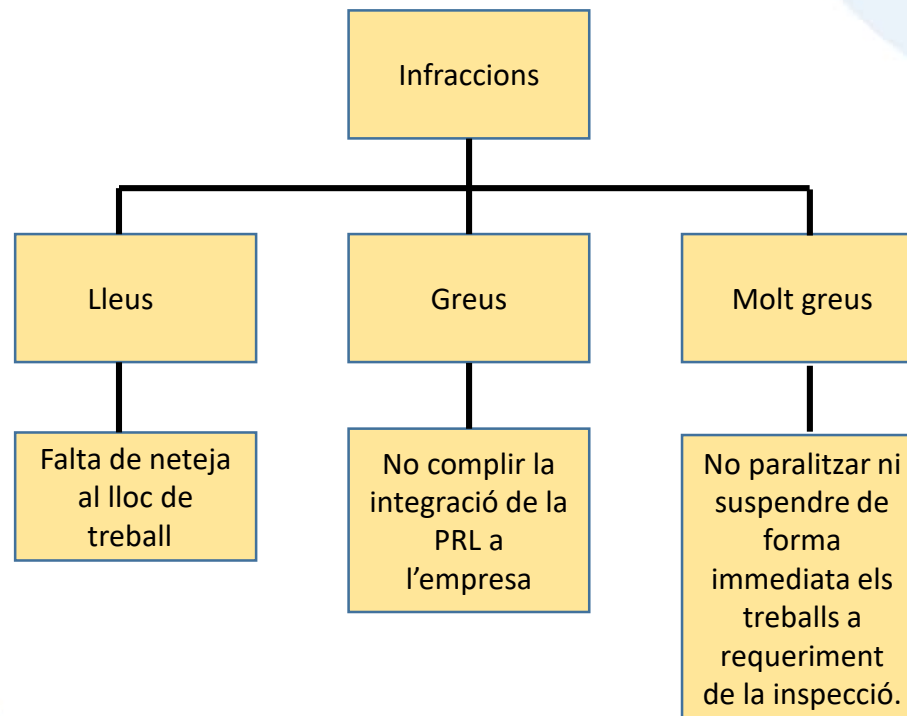 Infraccions
Lleus
Greus
Molt greus
Falta de neteja
al lloc de
treball
No complir la
integració de la
PRL a
l’empresa
No paralitzar ni
suspendre de
forma
immediata els
treballs a
requeriment
de la inspecció.